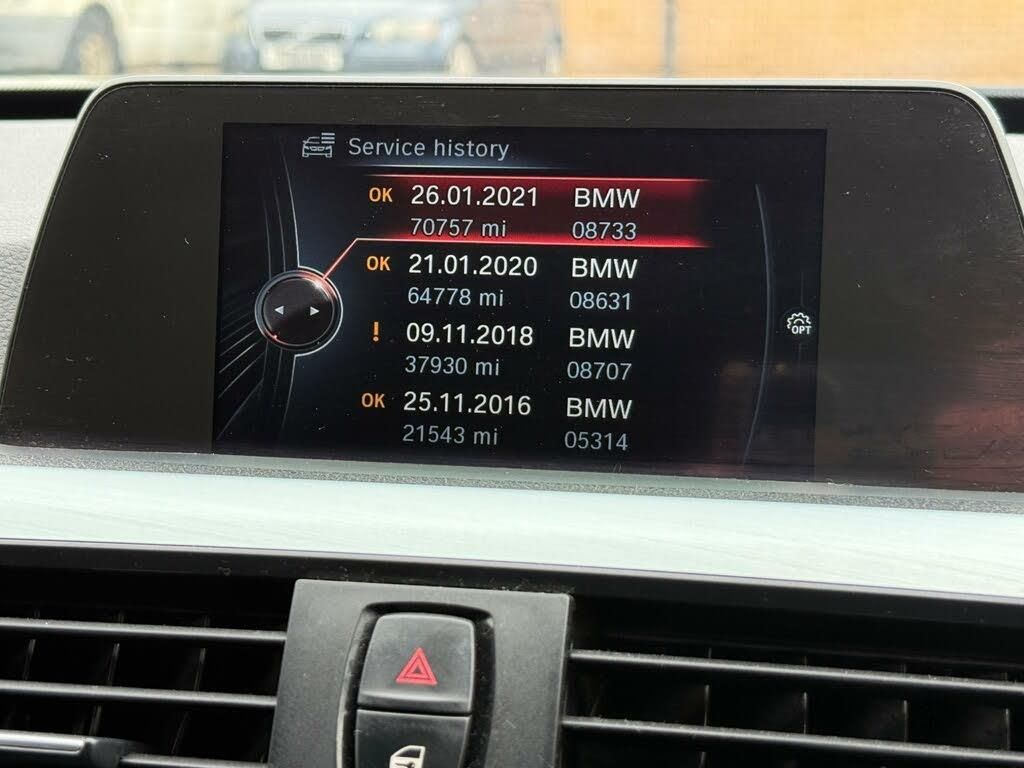 Service history
OK 26.01.2021 BMW
70757 mi 08733
OK 21.01.2020 BMW
64778 mi 08631
! 09.11.2018 BMW
37930 mi 08707
OK 25.11.2016 BMW
21543 mi 05314
OPT